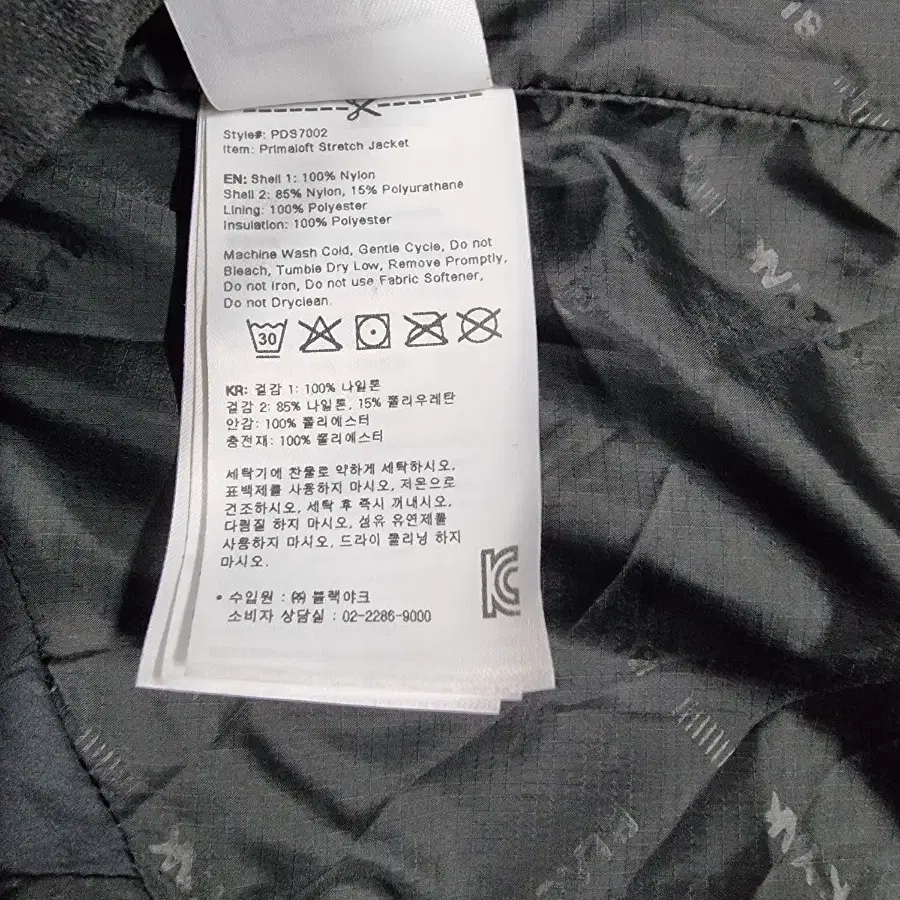 Style#: PDS7002
Item: Primaloft Stretch Jacket
EN: Shell 1: 100% Nylon
Shell 2: 85% Nylon, 15% Polyurathane
Lining: 100% Polyester
Insulation: 100% Polyester
Machine Wash Cold, Gentle Cycle, Do not
Bleach, Tumble Dry Low, Remove Promptly,
Do not Iron, Do not use Fabric Softener,
Do not Dryclean.
30
KR: 겉감 1: 100% 나일론
겉감 2: 85% 나일론, 15% 폴리우레탄
안감: 100% 폴리에스터
충전재: 100% 폴리에스터
세탁기에 찬물로 약하게 세탁하시오,
표백제를 사용하지 마시오, 저온으로
건조하시오, 세탁 후 즉시 꺼내시오,
다림질 하지 마시오, 섬유 유연제를
사용하지 마시오, 드라이 클리닝 하지
마시오.
• 수입원 : ㈜ 블랙야크
소비자 상담실 : 02-2286-9000